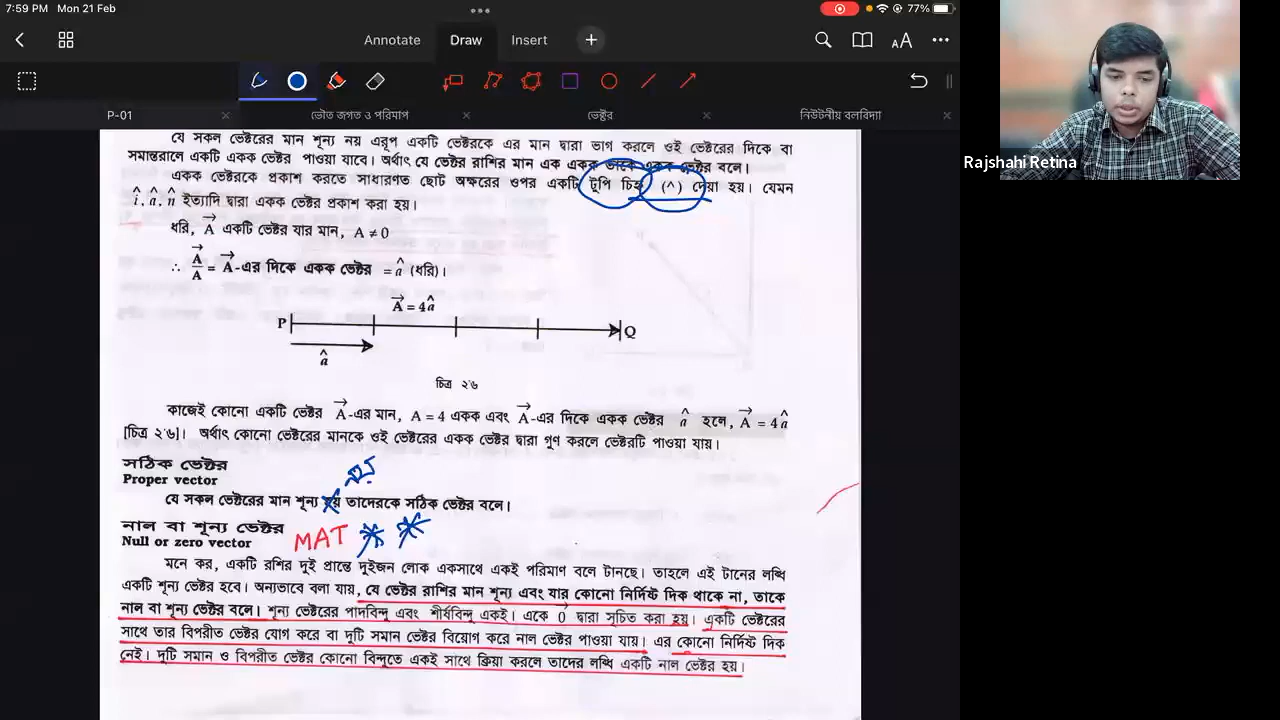 7:59 PM Mon 21 Feb
77%
Annotate Draw Insert
AA
P-01 × ভৌত জগত ও পরিমাপ × ভেক্টর × নিউটনীয় বলবিদ্যা ×
Rajshahi Retina
যে সকল ভেক্টরের মান শূন্য নয় এরূপ একটি ভেক্টরকে এর মান দ্বারা ভাগ করলে ওই ভেক্টরের দিকে বা
সমান্তরালে একটি একক ভেক্টর পাওয়া যাবে। অর্থাৎ যে ভেক্টর রাশির মান এক একক তাকে একক ভেক্টর বলে।
একক ভেক্টরকে প্রকাশ করতে সাধারণত ছোট অক্ষরের ওপর একটি টুপি চিহ্ন (^) দেয়া হয়। যেমন
î, â, n̂ ইত্যাদি দ্বারা একক ভেক্টর প্রকাশ করা হয়।
ধরি, A⃗ একটি ভেক্টর যার মান, A ≠ 0
∴ A⃗/A = A⃗-এর দিকে একক ভেক্টর = â (ধরি)।
A⃗ = 4â
P Q
â
চিত্র ২'৬
কাজেই কোনো একটি ভেক্টর A⃗-এর মান, A = 4 একক এবং A⃗-এর দিকে একক ভেক্টর â হলে, A⃗ = 4â
[চিত্র ২'৬]। অর্থাৎ কোনো ভেক্টরের মানকে ওই ভেক্টরের একক ভেক্টর দ্বারা গুণ করলে ভেক্টরটি পাওয়া যায়।
সঠিক ভেক্টর
Proper vector
যে সকল ভেক্টরের মান শূন্য তাদেরকে সঠিক ভেক্টর বলে।
নাল বা শূন্য ভেক্টর
Null or zero vector
MAT
মনে কর, একটি রশির দুই প্রান্তে দুইজন লোক একসাথে একই পরিমাণ বলে টানছে। তাহলে এই টানের লব্ধি
একটি শূন্য ভেক্টর হবে। অন্যভাবে বলা যায়, যে ভেক্টর রাশির মান শূন্য এবং যার কোনো নির্দিষ্ট দিক থাকে না, তাকে
নাল বা শূন্য ভেক্টর বলে। শূন্য ভেক্টরের পাদবিন্দু এবং শীর্ষবিন্দু একই। একে 0⃗ দ্বারা সূচিত করা হয়। একটি ভেক্টরের
সাথে তার বিপরীত ভেক্টর যোগ করে বা দুটি সমান ভেক্টর বিয়োগ করে নাল ভেক্টর পাওয়া যায়। এর কোনো নির্দিষ্ট দিক
নেই। দুটি সমান ও বিপরীত ভেক্টর কোনো বিন্দুতে একই সাথে ক্রিয়া করলে তাদের লব্ধি একটি নাল ভেক্টর হয়।